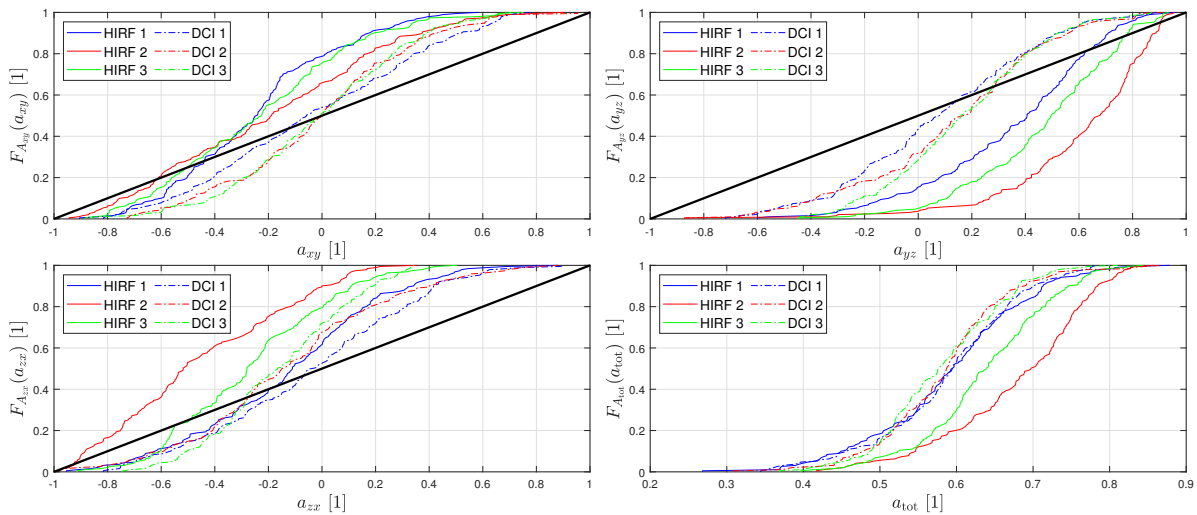 F_{A_{xy}}(a_{xy}) [1]
1
0.8
0.6
0.4
0.2
0
HIRF 1 DCI 1
HIRF 2 DCI 2
HIRF 3 DCI 3
-1 -0.8 -0.6 -0.4 -0.2 0 0.2 0.4 0.6 0.8 1
a_{xy} [1]
F_{A_{yz}}(a_{yz}) [1]
1
0.8
0.6
0.4
0.2
0
HIRF 1 DCI 1
HIRF 2 DCI 2
HIRF 3 DCI 3
-1 -0.8 -0.6 -0.4 -0.2 0 0.2 0.4 0.6 0.8 1
a_{yz} [1]
F_{A_{zx}}(a_{zx}) [1]
1
0.8
0.6
0.4
0.2
0
HIRF 1 DCI 1
HIRF 2 DCI 2
HIRF 3 DCI 3
-1 -0.8 -0.6 -0.4 -0.2 0 0.2 0.4 0.6 0.8 1
a_{zx} [1]
F_{A_{tot}}(a_{tot}) [1]
1
0.8
0.6
0.4
0.2
0
HIRF 1 DCI 1
HIRF 2 DCI 2
HIRF 3 DCI 3
0.2 0.3 0.4 0.5 0.6 0.7 0.8 0.9
a_{tot} [1]